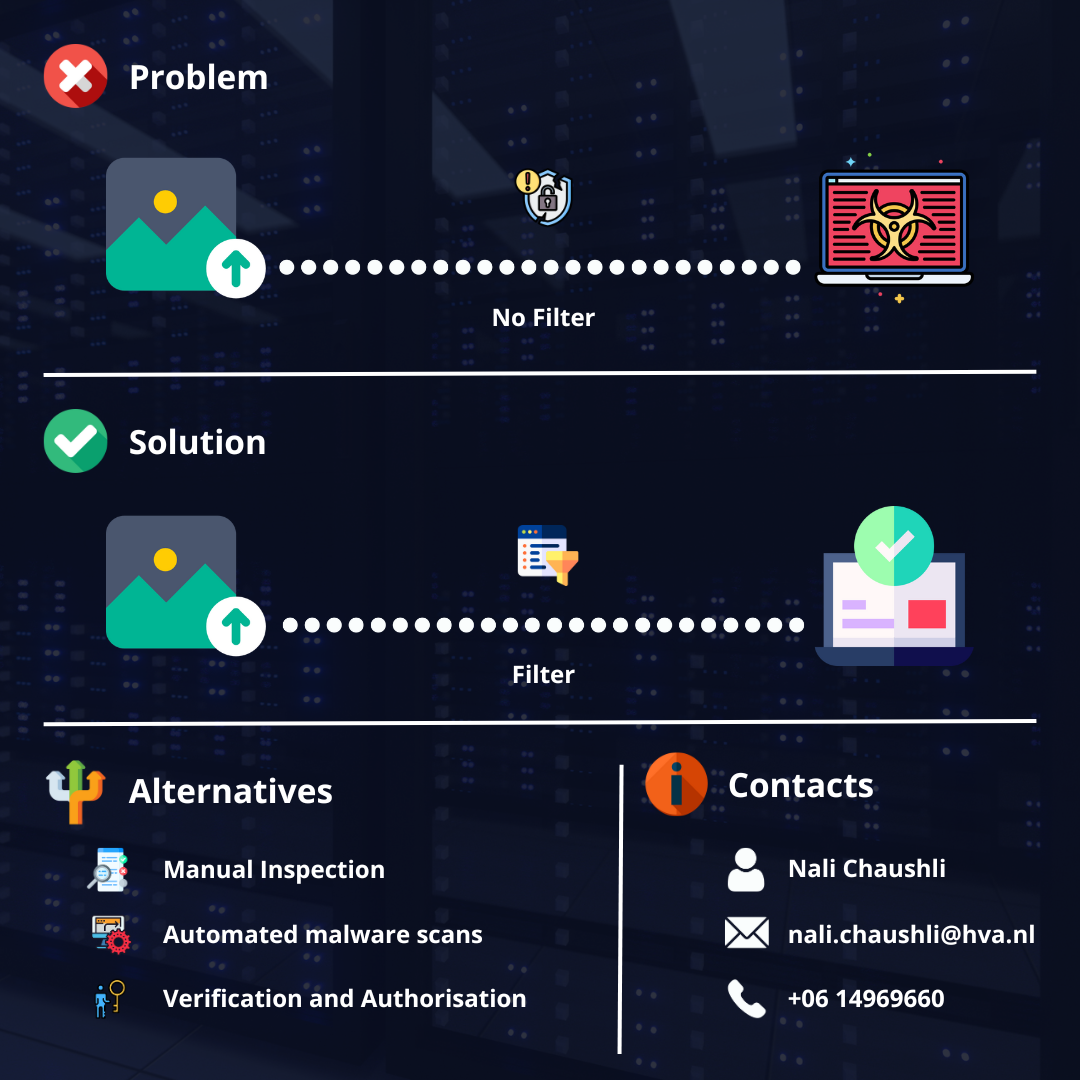 Problem
No Filter
Solution
Filter
Alternatives
Manual Inspection
Automated malware scans
Verification and Authorisation
Contacts
Nali Chaushli
nali.chaushli@hva.nl
+06 14969660